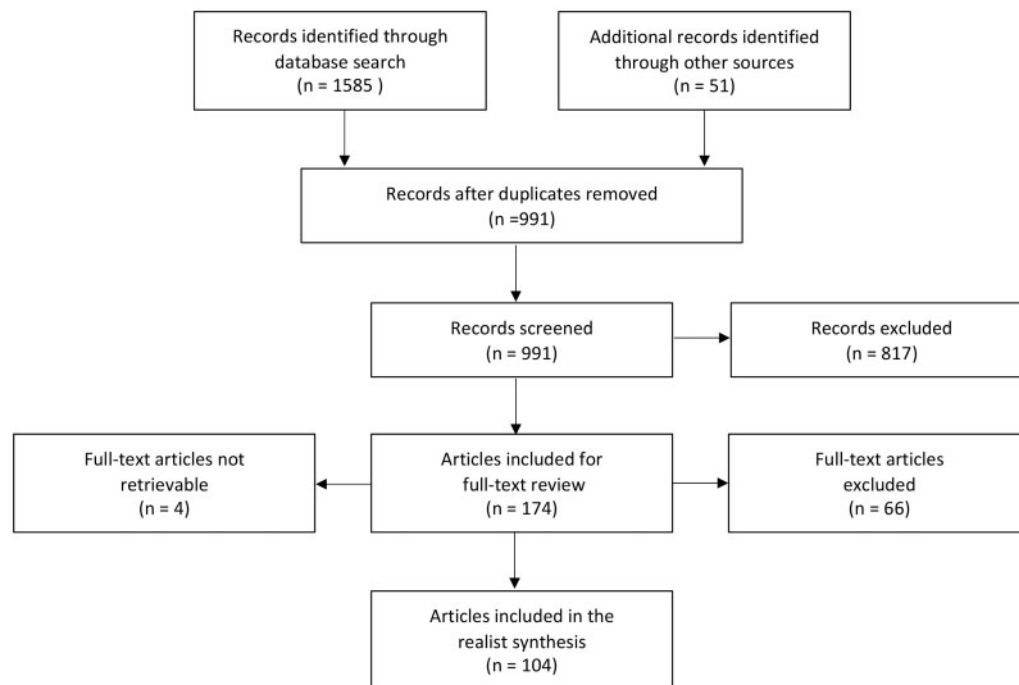 Records identified through
database search
(n = 1585 )
Additional records identified
through other sources
(n = 51)
Records after duplicates removed
(n =991)
Records screened
(n = 991)
Records excluded
(n = 817)
Full-text articles not
retrievable
(n = 4)
Articles included for
full-text review
(n = 174)
Full-text articles
excluded
(n = 66)
Articles included in the
realist synthesis
(n = 104)